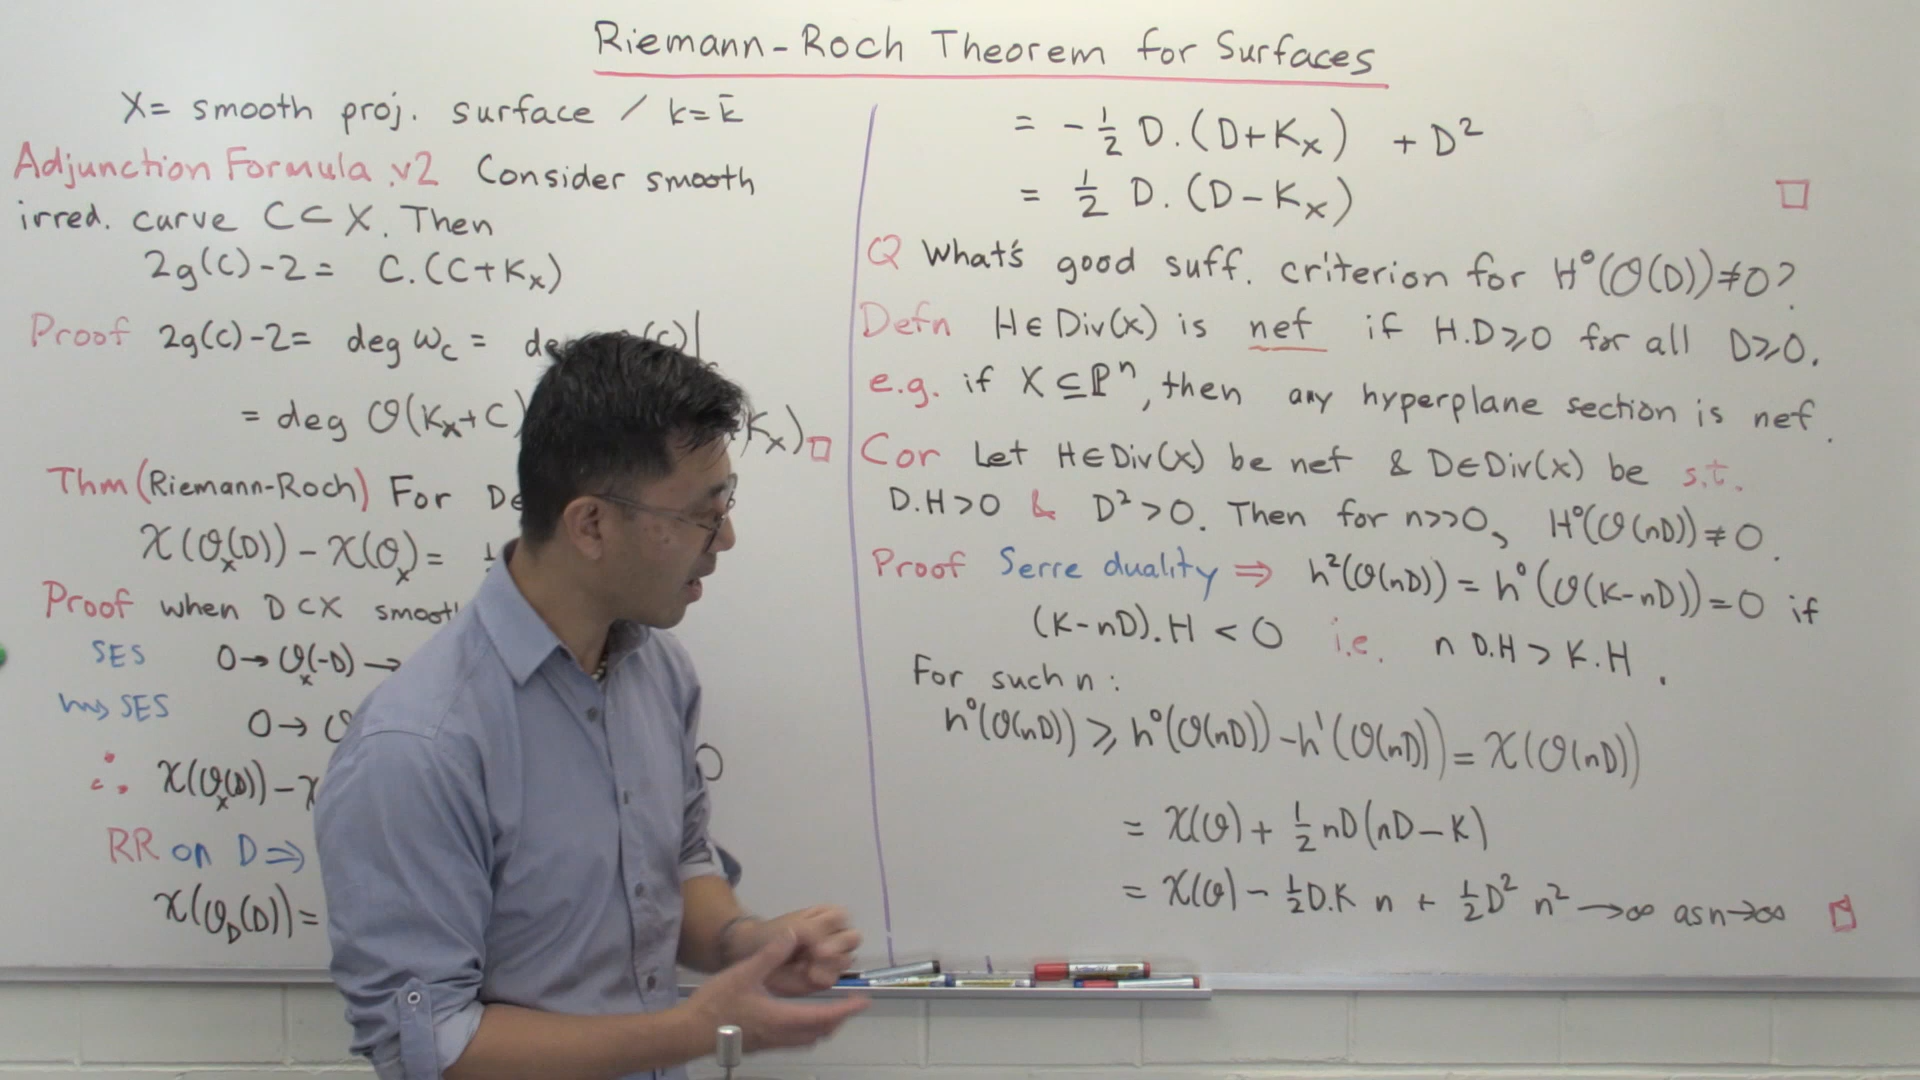 Riemann-Roch Theorem for Surfaces
X = smooth proj. surface / k=k̄
Adjunction Formula v2 Consider smooth
irred. curve C⊂X. Then
2g(C)-2 = C.(C+K_X)
Proof 2g(C)-2 = deg ω_C =
= deg O(K_X+C) K_X) □
Thm (Riemann-Roch) For
χ(O_X(D)) - χ(O_X) =
Proof when D⊂X
SES 0→O_X(-D)→
⇝ SES 0→
∴ χ(O_X(D)) - 0
RR on D ⇒
χ(O_D(D)) =
= -½ D.(D+K_X) + D²
= ½ D.(D-K_X) □
Q What's good suff. criterion for H⁰(O(D))≠0?
Defn H∈Div(X) is nef if H.D⩾0 for all D⩾0.
e.g. if X⊆ℙⁿ, then any hyperplane section is nef.
Cor Let H∈Div(X) be nef & D∈Div(X) be s.t.
D.H>0 & D²>0. Then for n>>0, H⁰(O(nD))≠0.
Proof Serre duality ⇒ h²(O(nD)) = h⁰(O(K-nD)) = 0 if
(K-nD).H < 0 i.e. n D.H > K.H.
For such n:
h⁰(O(nD)) ⩾ h⁰(O(nD)) - h¹(O(nD)) = χ(O(nD))
= χ(O) + ½ nD(nD-K)
= χ(O) - ½D.K n + ½D² n² →∞ as n→∞ □